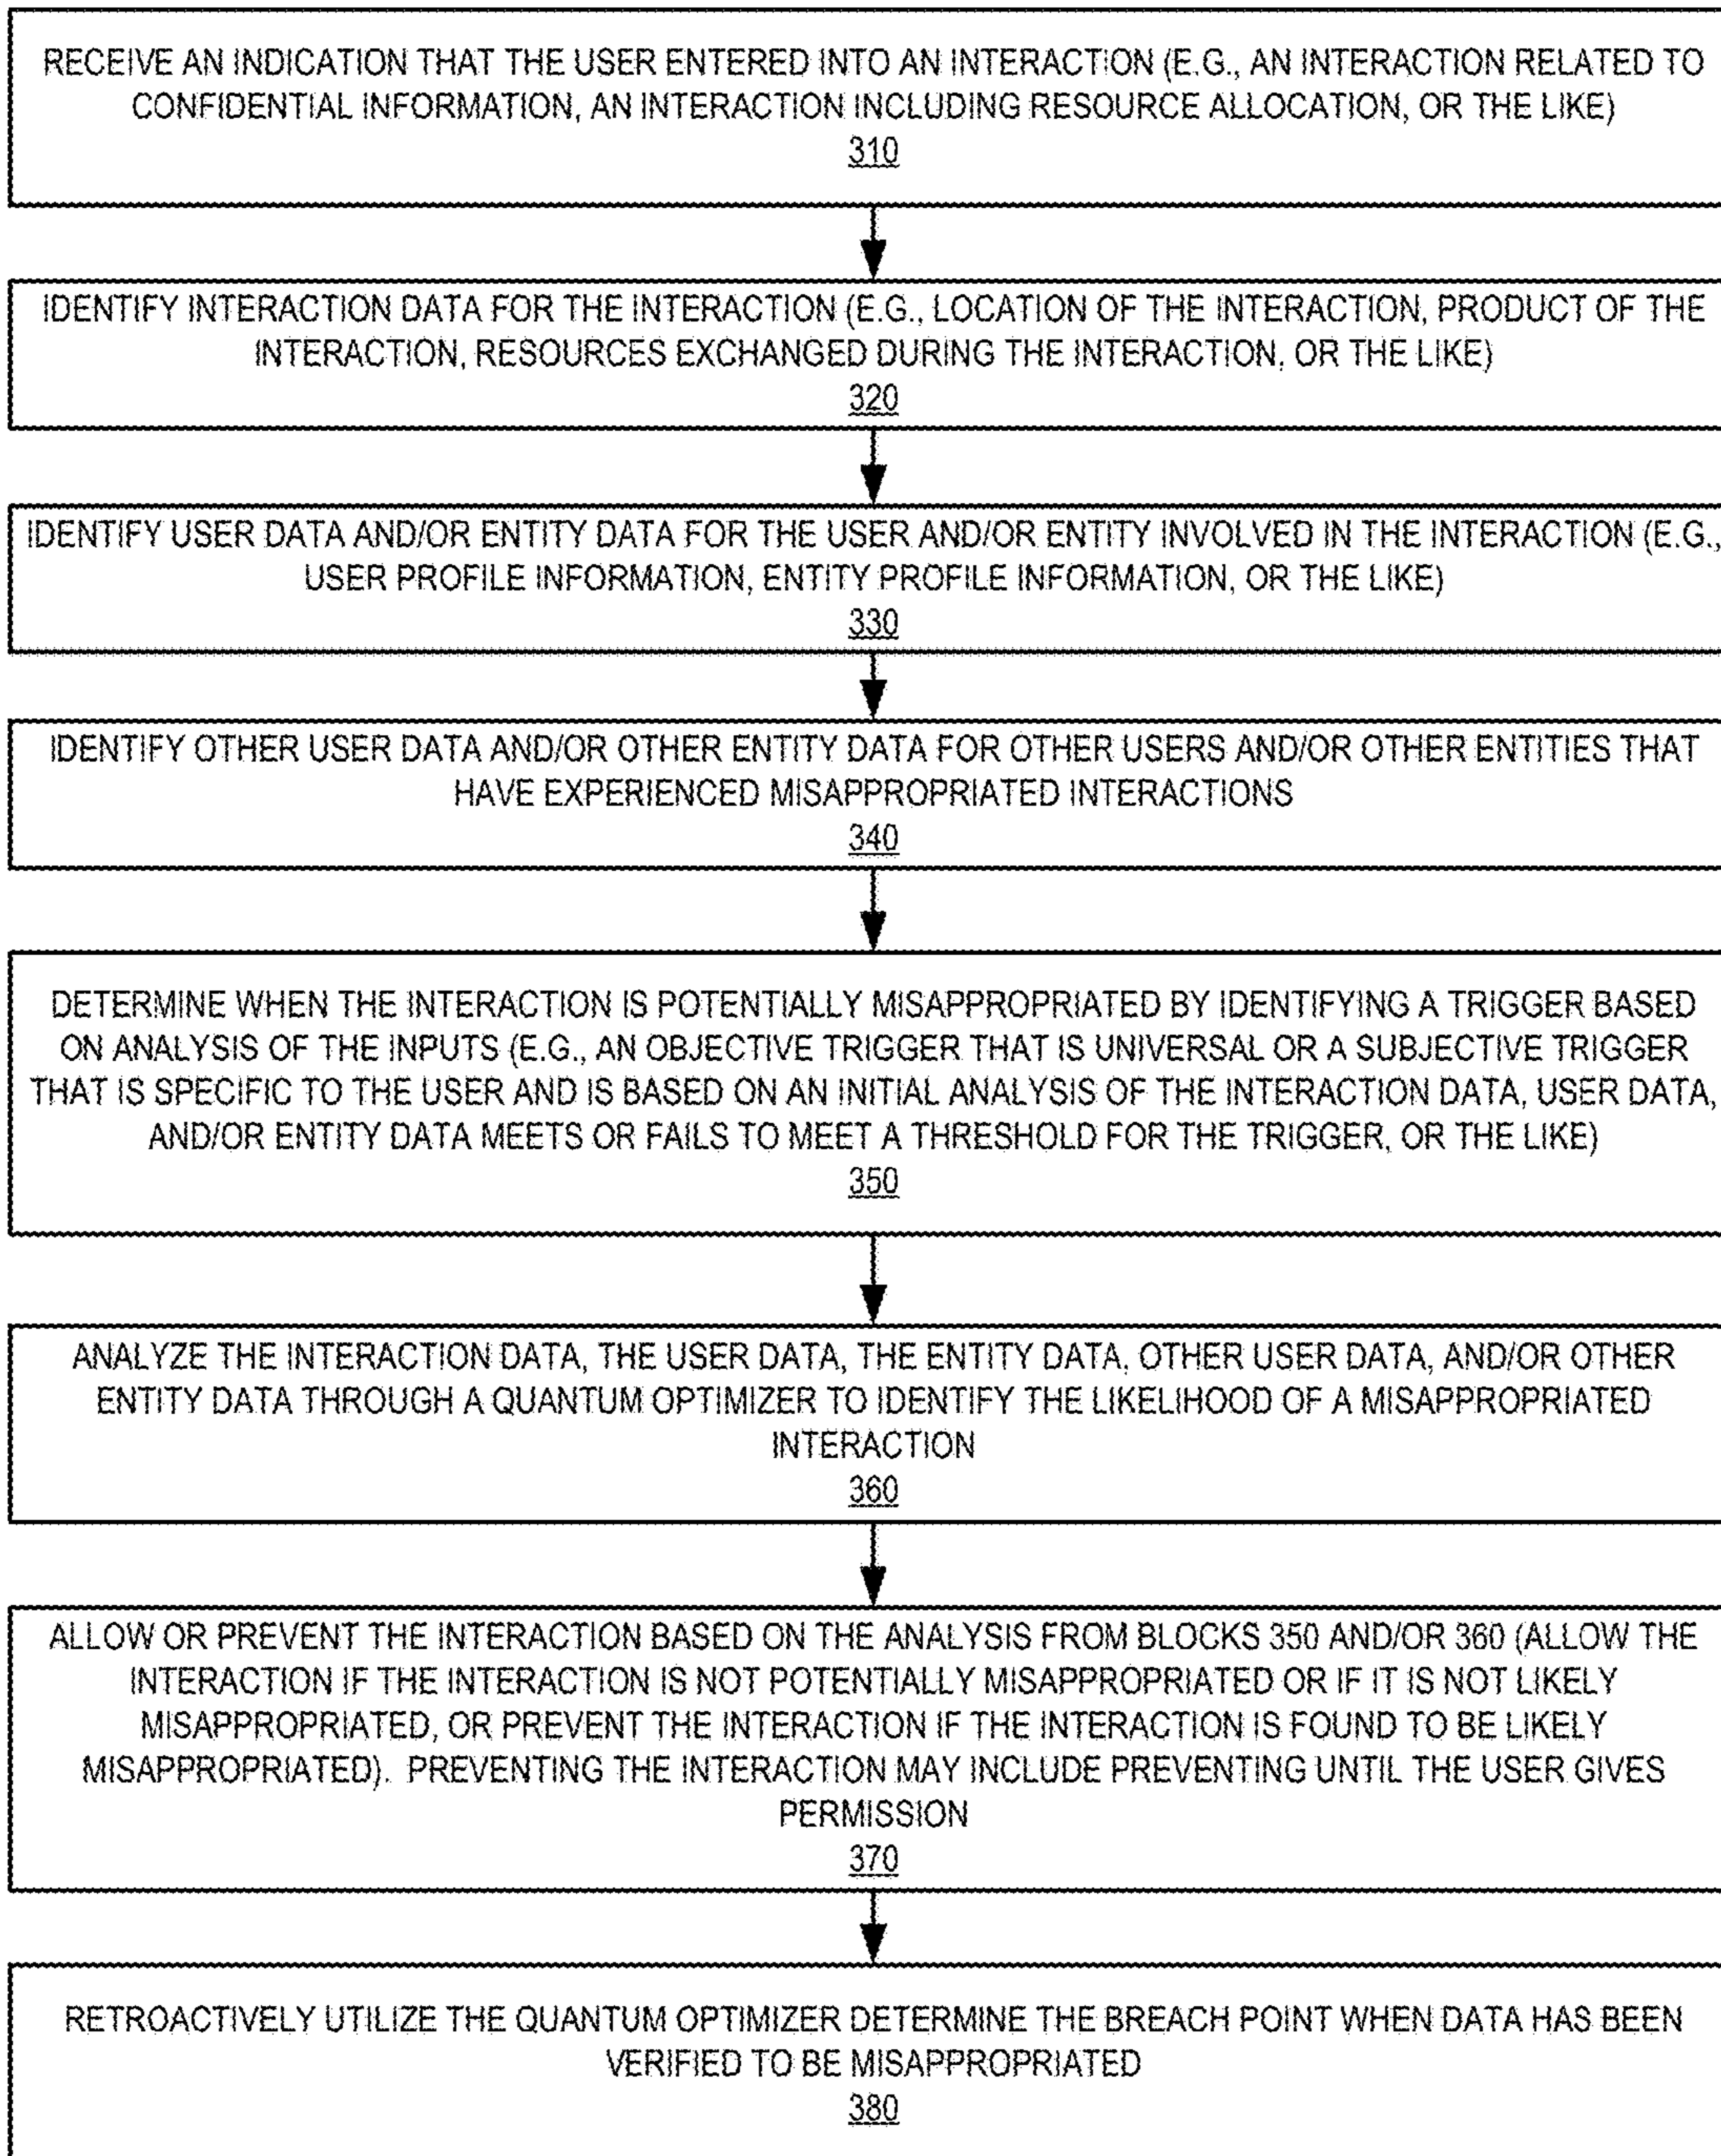 RECEIVE AN INDICATION THAT THE USER ENTERED INTO AN INTERACTION (E.G., AN INTERACTION RELATED TO
CONFIDENTIAL INFORMATION, AN INTERACTION INCLUDING RESOURCE ALLOCATION, OR THE LIKE)
310
IDENTIFY INTERACTION DATA FOR THE INTERACTION (E.G., LOCATION OF THE INTERACTION, PRODUCT OF THE
INTERACTION, RESOURCES EXCHANGED DURING THE INTERACTION, OR THE LIKE)
320
IDENTIFY USER DATA AND/OR ENTITY DATA FOR THE USER AND/OR ENTITY INVOLVED IN THE INTERACTION (E.G.,
USER PROFILE INFORMATION, ENTITY PROFILE INFORMATION, OR THE LIKE)
330
IDENTIFY OTHER USER DATA AND/OR OTHER ENTITY DATA FOR OTHER USERS AND/OR OTHER ENTITIES THAT
HAVE EXPERIENCED MISAPPROPRIATED INTERACTIONS
340
DETERMINE WHEN THE INTERACTION IS POTENTIALLY MISAPPROPRIATED BY IDENTIFYING A TRIGGER BASED
ON ANALYSIS OF THE INPUTS (E.G., AN OBJECTIVE TRIGGER THAT IS UNIVERSAL OR A SUBJECTIVE TRIGGER
THAT IS SPECIFIC TO THE USER AND IS BASED ON AN INITIAL ANALYSIS OF THE INTERACTION DATA, USER DATA,
AND/OR ENTITY DATA MEETS OR FAILS TO MEET A THRESHOLD FOR THE TRIGGER, OR THE LIKE)
350
ANALYZE THE INTERACTION DATA, THE USER DATA, THE ENTITY DATA, OTHER USER DATA, AND/OR OTHER
ENTITY DATA THROUGH A QUANTUM OPTIMIZER TO IDENTIFY THE LIKELIHOOD OF A MISAPPROPRIATED
INTERACTION
360
ALLOW OR PREVENT THE INTERACTION BASED ON THE ANALYSIS FROM BLOCKS 350 AND/OR 360 (ALLOW THE
INTERACTION IF THE INTERACTION IS NOT POTENTIALLY MISAPPROPRIATED OR IF IT IS NOT LIKELY
MISAPPROPRIATED, OR PREVENT THE INTERACTION IF THE INTERACTION IS FOUND TO BE LIKELY
MISAPPROPRIATED). PREVENTING THE INTERACTION MAY INCLUDE PREVENTING UNTIL THE USER GIVES
PERMISSION
370
RETROACTIVELY UTILIZE THE QUANTUM OPTIMIZER DETERMINE THE BREACH POINT WHEN DATA HAS BEEN
VERIFIED TO BE MISAPPROPRIATED
380